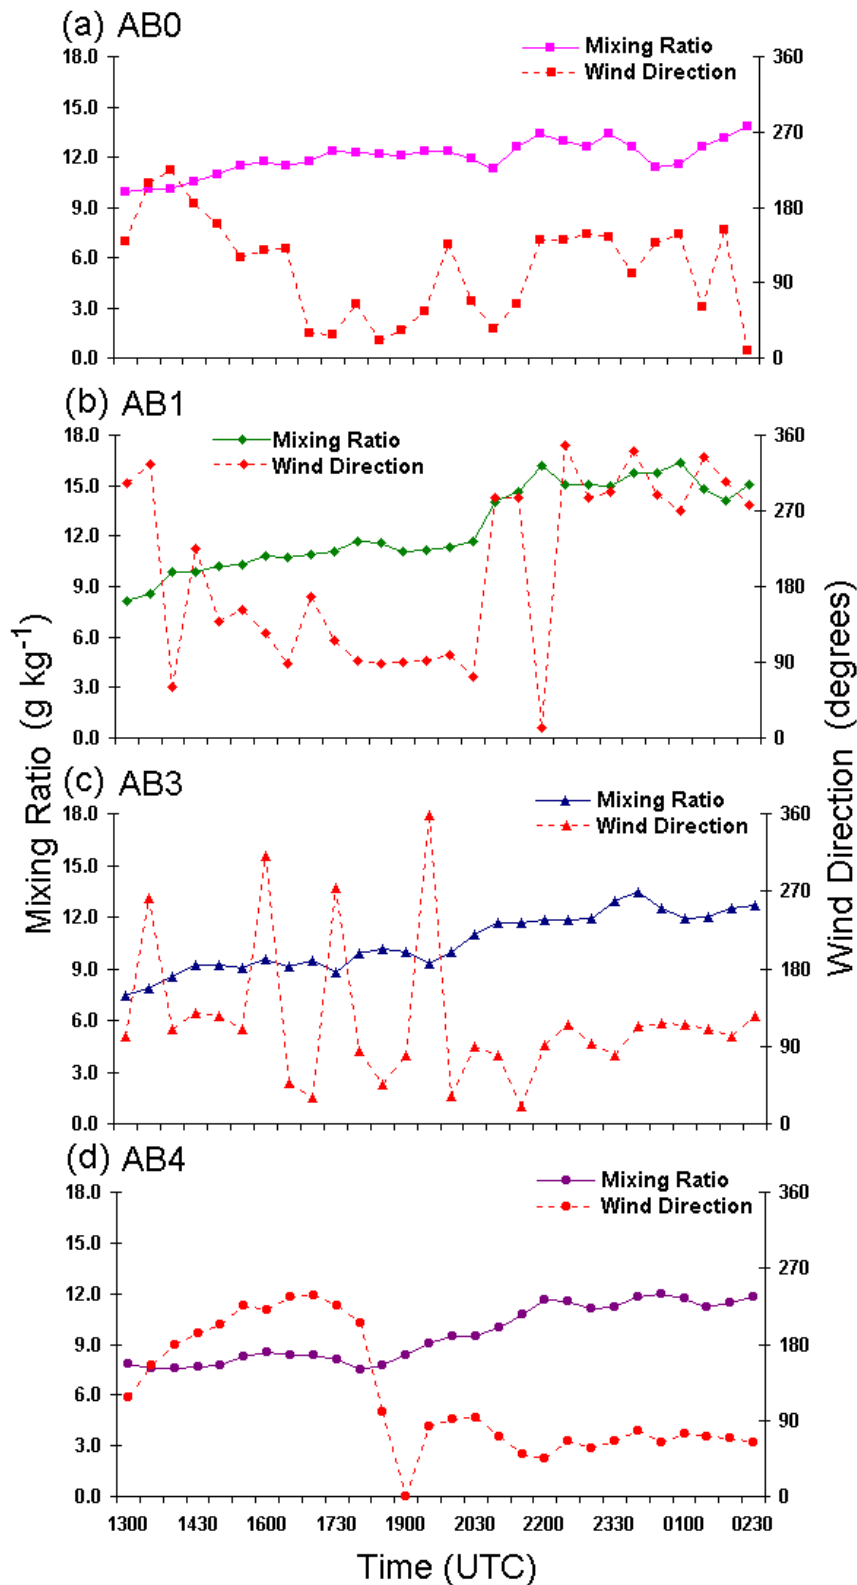 (a) AB0
Mixing Ratio
Wind Direction
18.0 360
15.0
270
12.0
9.0 180
6.0
90
3.0
0.0 0
(b) AB1
Mixing Ratio
Wind Direction
18.0 360
15.0
270
12.0
9.0 180
6.0
90
3.0
0.0 0
(c) AB3
Mixing Ratio
Wind Direction
18.0 360
15.0
270
12.0
9.0 180
6.0
90
3.0
0.0 0
(d) AB4
Mixing Ratio
Wind Direction
18.0 360
15.0
270
12.0
9.0 180
6.0
90
3.0
0.0 0
1300 1430 1600 1730 1900 2030 2200 2330 0100 0230
Time (UTC)
Mixing Ratio (g kg-1)
Wind Direction (degrees)